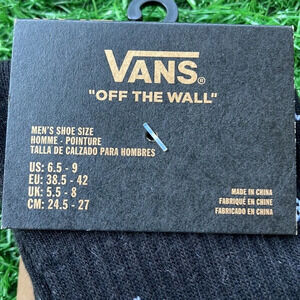 VANS®
"OFF THE WALL"
MEN'S SHOE SIZE
HOMME - POINTURE
TALLA DE CALZADO PARA HOMBRES
US: 6.5 - 9
EU: 38.5 - 42
UK: 5.5 - 8
CM: 24.5 - 27
MADE IN CHINA
FABRIQUÉ EN CHINE
FABRICADO EN CHINA